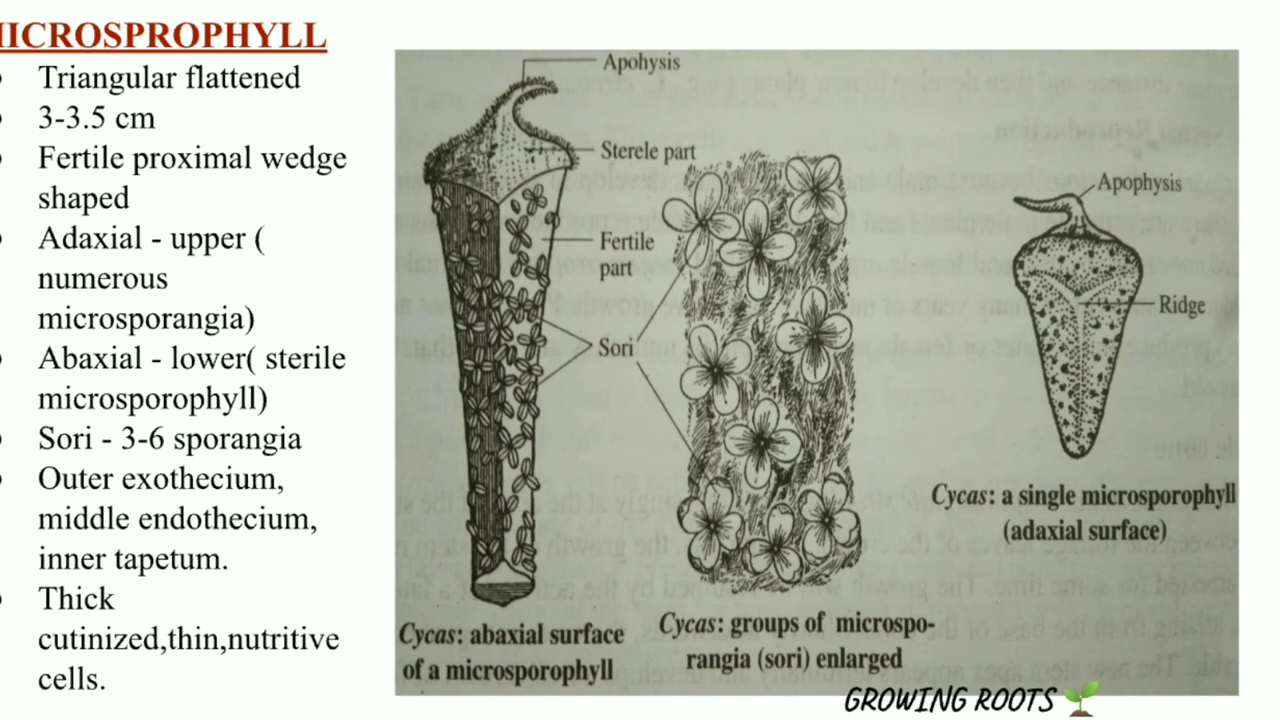 MICROSPROPHYLL
Triangular flattened
3-3.5 cm
Fertile proximal wedge
shaped
Adaxial - upper (
numerous
microsporangia)
Abaxial - lower( sterile
microsporophyll)
Sori - 3-6 sporangia
Outer exothecium,
middle endothecium,
inner tapetum.
Thick
cutinized,thin,nutritive
cells.
Apohysis
Sterele part
Fertile
part
Sori
Cycas: abaxial surface
of a microsporophyll
Cycas: groups of microspo-
rangia (sori) enlarged
Apophysis
Ridge
Cycas: a single microsporophyll
(adaxial surface)
GROWING ROOTS